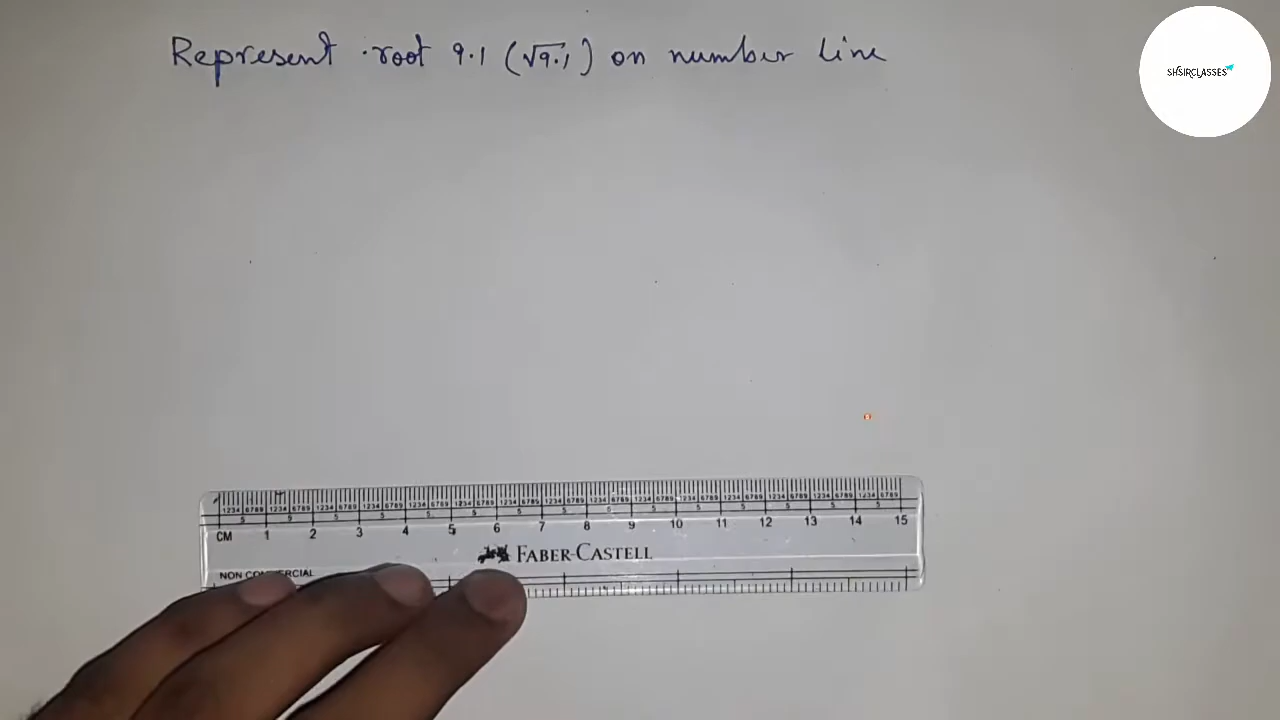 Represent root 9.1 (√9.1) on number line
SHSIRCLASSES
1 2 3 4 5 6 7 8 9 10 11 12 13 14 15
CM
FABER-CASTELL
NON COMMERCIAL